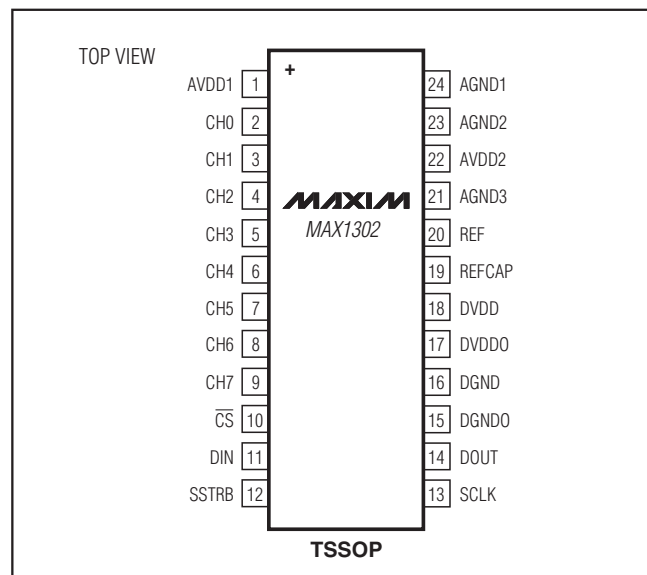 TOP VIEW
+
AVDD1 1
CH0 2
CH1 3
CH2 4
CH3 5
CH4 6
CH5 7
CH6 8
CH7 9
C̅S̅ 10
DIN 11
SSTRB 12
MAXIM
MAX1302
24 AGND1
23 AGND2
22 AVDD2
21 AGND3
20 REF
19 REFCAP
18 DVDD
17 DVDDO
16 DGND
15 DGNDO
14 DOUT
13 SCLK
TSSOP